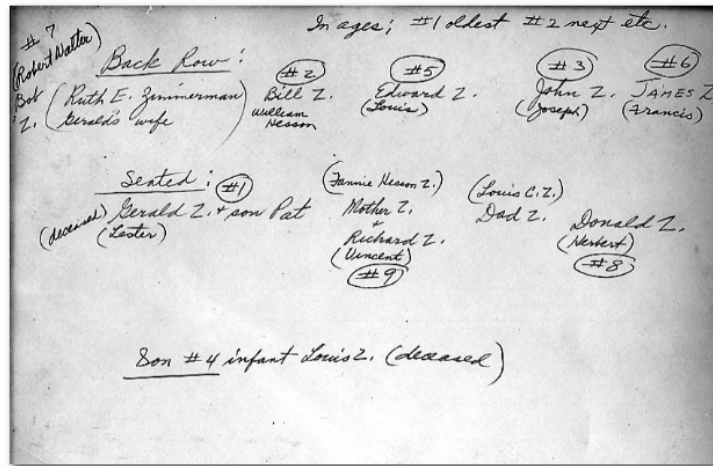 In ages; #1 oldest #2 next etc.
# 7
(Robert Walter)
Bob
Z.
Back Row:
(Ruth E. Zimmerman)
Gerald's wife
#2
Bill Z.
William
Hesson
#5
Edward Z.
(Louis)
#3
John Z.
(Joseph)
#6
JAMES Z
(Francis)
Seated:
#1
(deceased) Gerald Z. + son Pat
(Lester)
(Fannie Hesson Z.)
Mother Z.
+
Richard Z.
(Vincent)
#9
(Louis C. Z.)
Dad Z.
Donald Z.
(Herbert)
#8
Son #4 infant Louis Z. (deceased)